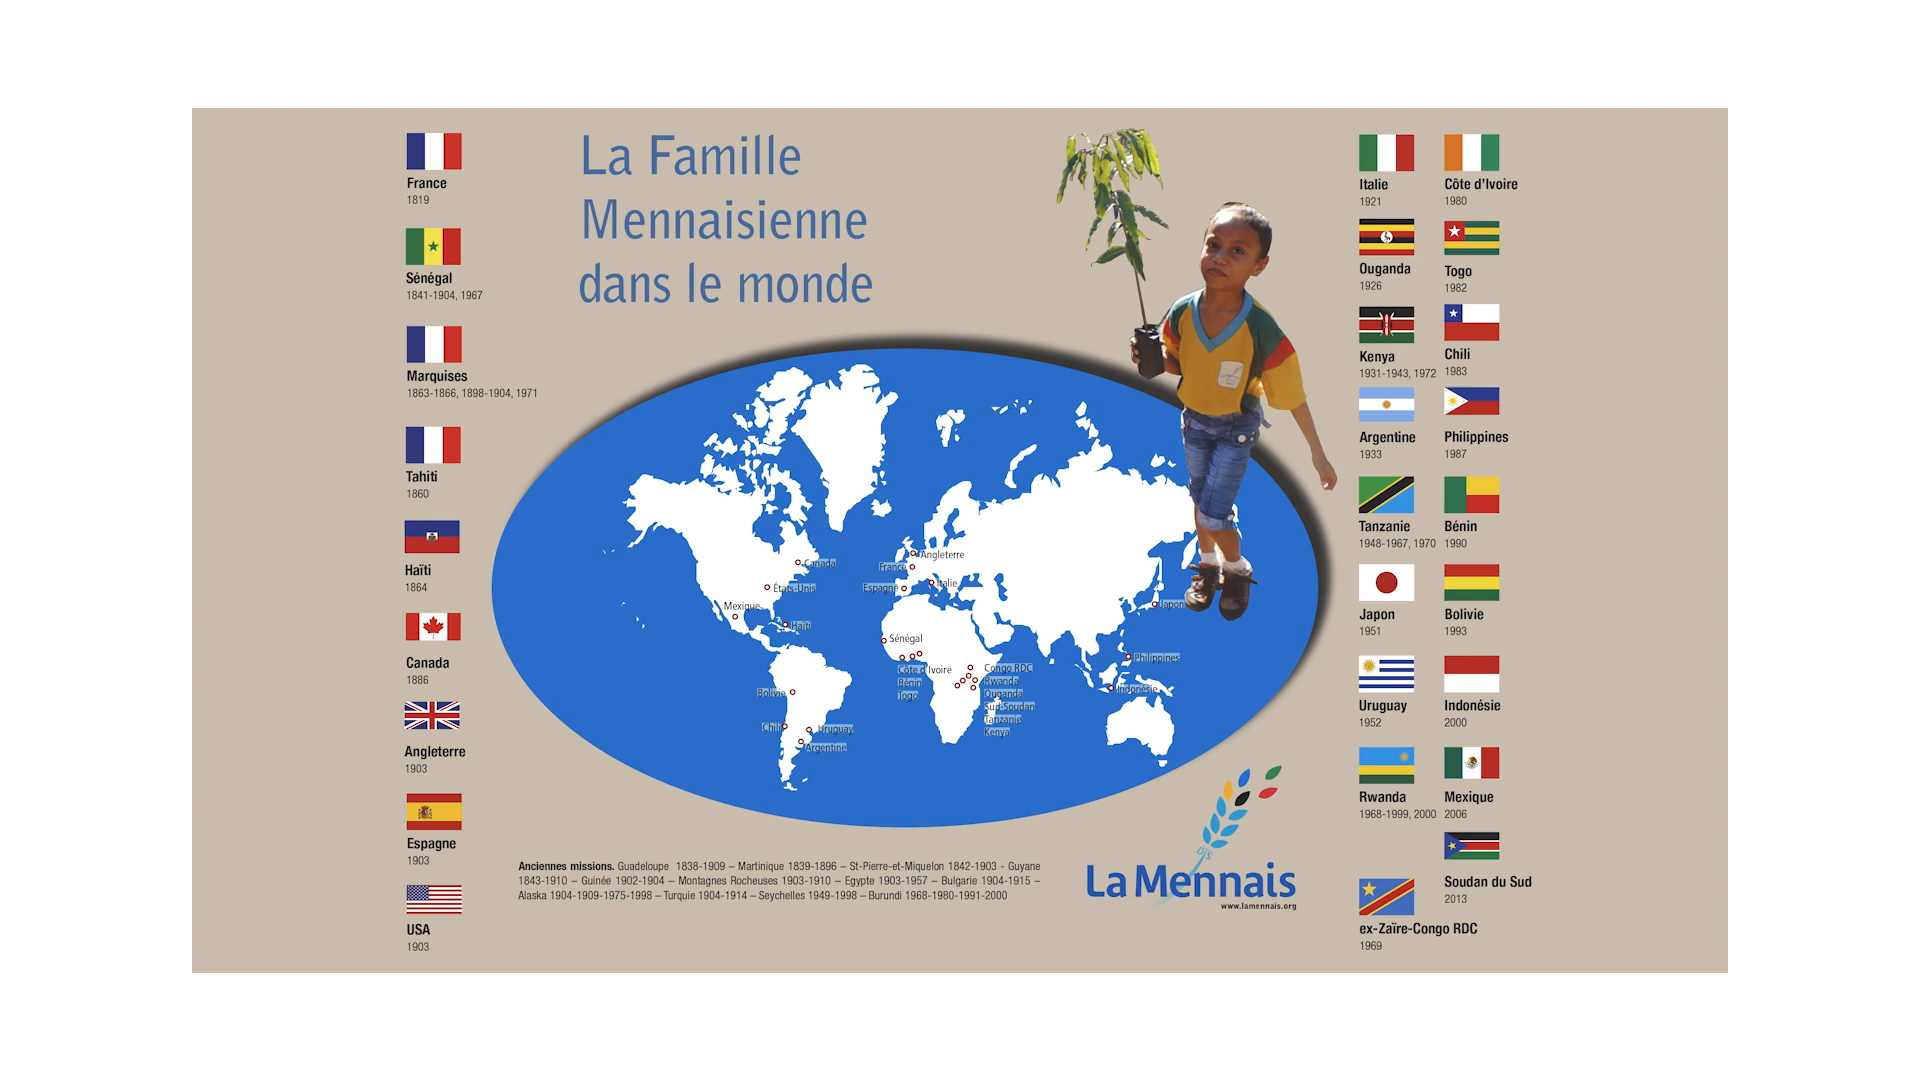 La Famille
Mennaisienne
dans le monde
France
1819
Sénégal
1841-1904, 1967
Marquises
1863-1866, 1898-1904, 1971
Tahiti
1860
Haïti
1864
Canada
1886
Angleterre
1903
Espagne
1903
USA
1903
Canada
États-Unis
Mexique
Haïti
Bolivie
Chili
Uruguay
Argentine
Angleterre
France
Espagne
Italie
Sénégal
Côte d'Ivoire
Bénin
Togo
Congo RDC
Rwanda
Ouganda
Sud-Soudan
Tanzanie
Kenya
Japon
Philippines
Indonésie
Anciennes missions. Guadeloupe 1838-1909 – Martinique 1839-1896 – St-Pierre-et-Miquelon 1842-1903 - Guyane
1843-1910 – Guinée 1902-1904 – Montagnes Rocheuses 1903-1910 – Egypte 1903-1957 – Bulgarie 1904-1915 –
Alaska 1904-1909-1975-1998 – Turquie 1904-1914 – Seychelles 1949-1998 – Burundi 1968-1980-1991-2000
D S
La Mennais
www.lamennais.org
Italie
1921
Côte d'Ivoire
1980
Ouganda
1926
Togo
1982
Kenya
1931-1943, 1972
Chili
1983
Argentine
1933
Philippines
1987
Tanzanie
1948-1967, 1970
Bénin
1990
Japon
1951
Bolivie
1993
Uruguay
1952
Indonésie
2000
Rwanda
1968-1999, 2000
Mexique
2006
Soudan du Sud
2013
ex-Zaïre-Congo RDC
1969